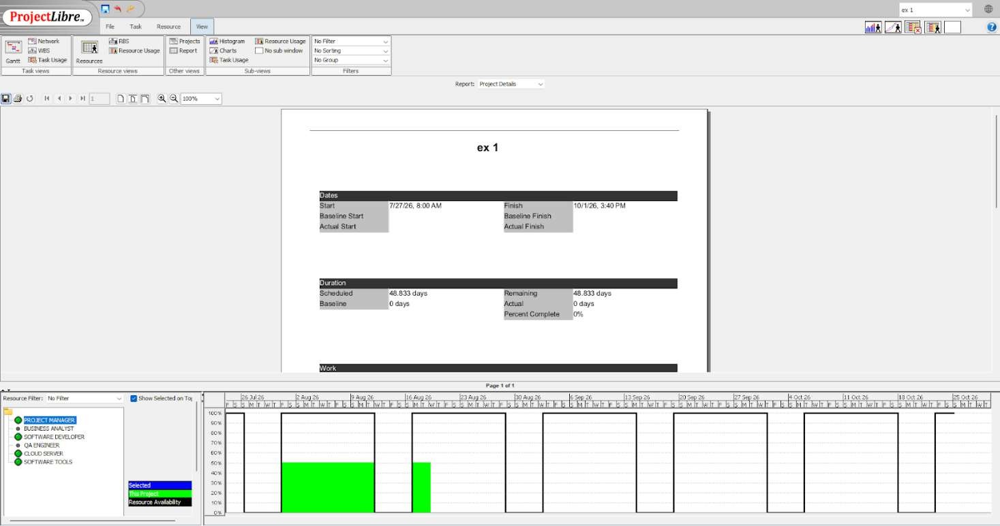 ProjectLibre TM
ex 1
File Task Resource View
Gantt
Network
WBS
Task Usage
Task views
Resources
RBS
Resource Usage
Resource views
Projects
Report
Other views
Histogram
Charts
Task Usage
Resource Usage
No sub window
Sub-views
No Filter
No Sorting
No Group
Filters
Report: Project Details
1
100%
ex 1
Dates
Start 7/27/26, 8:00 AM Finish 10/1/26, 3:40 PM
Baseline Start Baseline Finish
Actual Start Actual Finish
Duration
Scheduled 48.833 days Remaining 48.833 days
Baseline 0 days Actual 0 days
Percent Complete 0%
Work
Page 1 of 1
Resource Filter: No Filter Show Selected on Top
PROJECT MANAGER
BUSINESS ANALYST
SOFTWARE DEVELOPER
QA ENGINEER
CLOUD SERVER
SOFTWARE TOOLS
Selected
This Project
Resource Availability
26 Jul 26 2 Aug 26 9 Aug 26 16 Aug 26 23 Aug 26 30 Aug 26 6 Sep 26 13 Sep 26 20 Sep 26 27 Sep 26 4 Oct 26 11 Oct 26 18 Oct 26 25 Oct 26
F S S M T W T F S S M T W T F S S M T W T F S S M T W T F S S M T W T F S S M T W T F S S M T W T F S S M T W T F S S M T W T F S S M T W T F S S M T W T F S S M T W T F S S M T W T F S S M T W T
100%
90%
80%
70%
60%
50%
40%
30%
20%
10%
0%